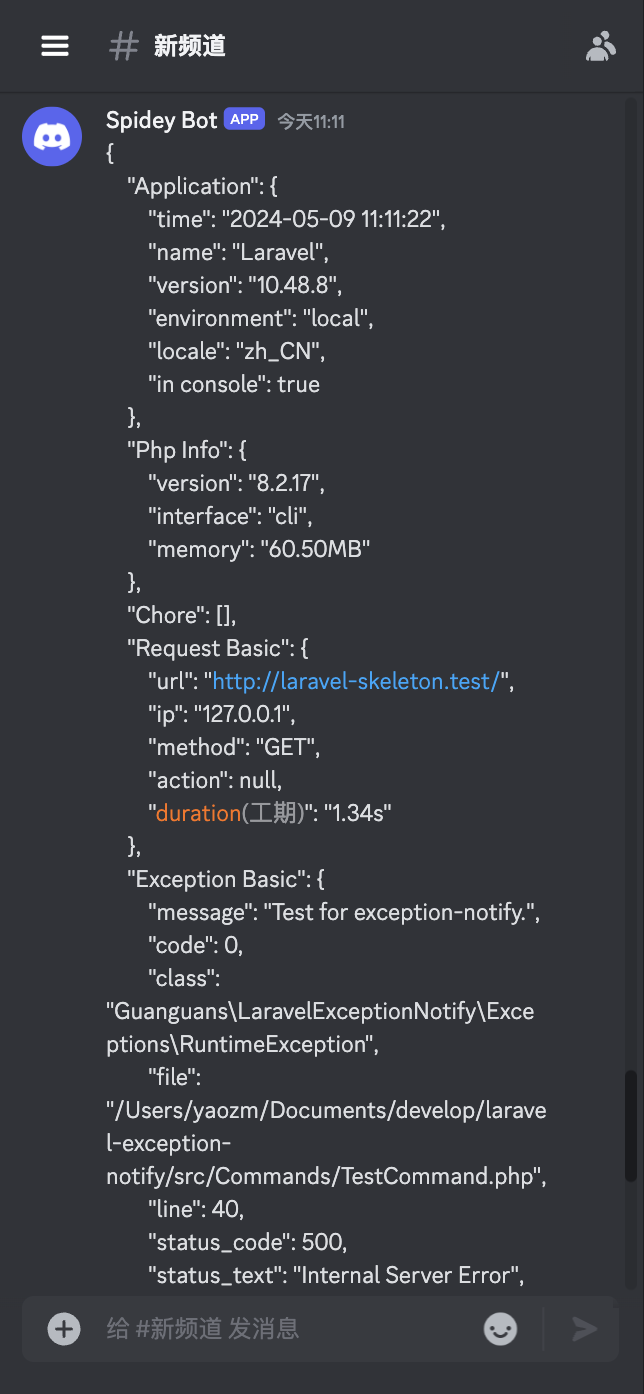 # 新频道
Spidey Bot APP 今天11:11
{
"Application": {
"time": "2024-05-09 11:11:22",
"name": "Laravel",
"version": "10.48.8",
"environment": "local",
"locale": "zh_CN",
"in console": true
},
"Php Info": {
"version": "8.2.17",
"interface": "cli",
"memory": "60.50MB"
},
"Chore": [],
"Request Basic": {
"url": "http://laravel-skeleton.test/",
"ip": "127.0.0.1",
"method": "GET",
"action": null,
"duration(工期)": "1.34s"
},
"Exception Basic": {
"message": "Test for exception-notify.",
"code": 0,
"class":
"Guanguans\LaravelExceptionNotify\Exce
ptions\RuntimeException",
"file":
"/Users/yaozm/Documents/develop/larave
l-exception-
notify/src/Commands/TestCommand.php",
"line": 40,
"status_code": 500,
"status_text": "Internal Server Error",
给 #新频道 发消息